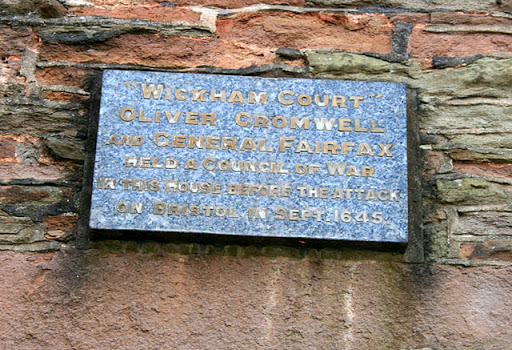 "WICKHAM COURT"
OLIVER CROMWELL
AND GENERAL FAIRFAX
HELD A COUNCIL OF WAR
IN THIS HOUSE BEFORE THE ATTACK
ON BRISTOL IN SEPT. 1645.